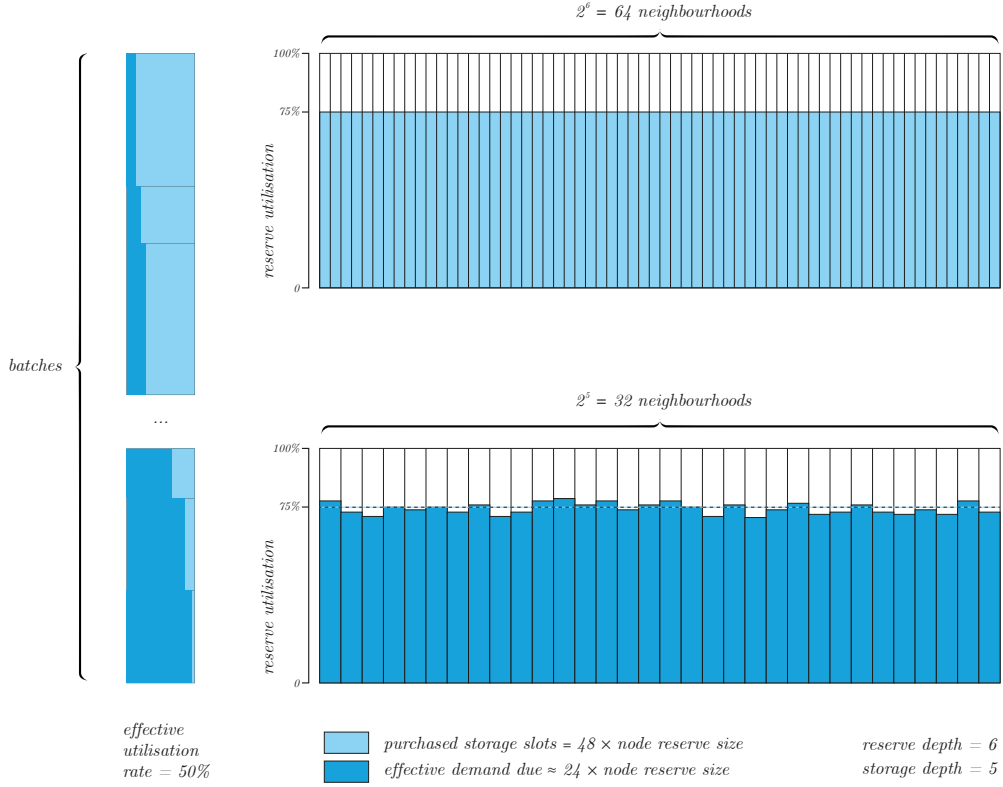 2⁶ = 64 neighbourhoods
100%
75%
0
reserve utilisation
batches
...
2⁵ = 32 neighbourhoods
100%
75%
0
reserve utilisation
effective
utilisation
rate = 50%
purchased storage slots = 48 × node reserve size
effective demand due ≈ 24 × node reserve size
reserve depth = 6
storage depth = 5